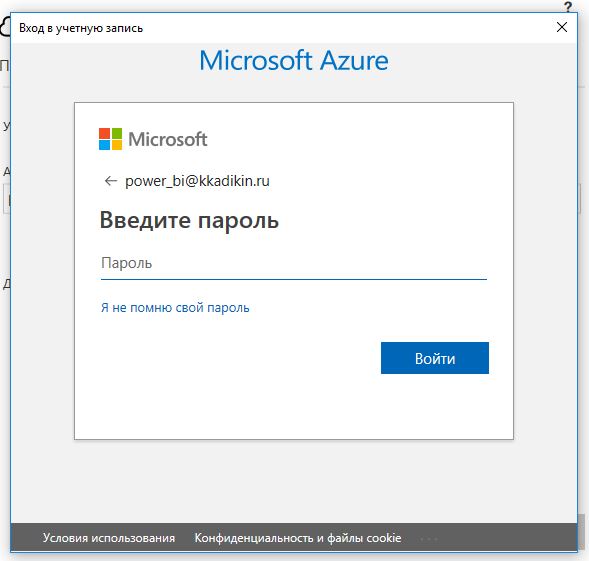 ?
Вход в учетную запись
Microsoft Azure
Microsoft
power_bi@kkadikin.ru
Введите пароль
Пароль
Я не помню свой пароль
Войти
Условия использования Конфиденциальность и файлы cookie ...